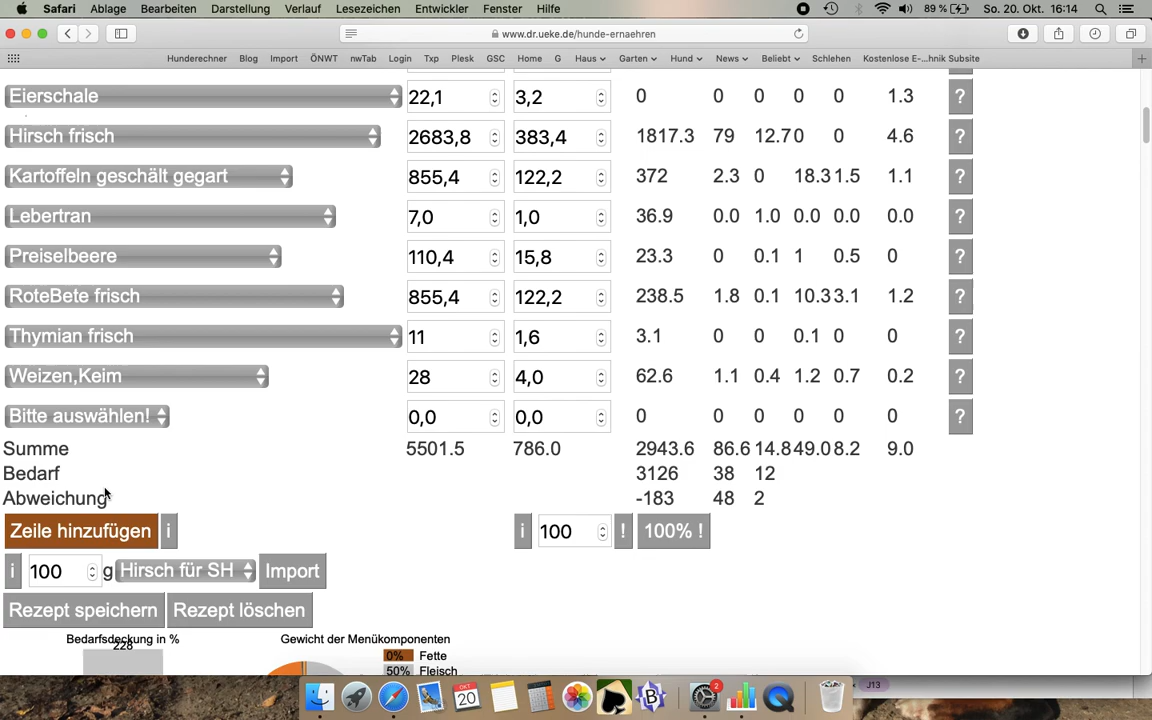 Safari Ablage Bearbeiten Darstellung Verlauf Lesezeichen Entwickler Fenster Hilfe 89 % So. 20. Okt. 16:14
www.dr.ueke.de/hunde-ernaehren
Hunderechner Blog Import ÖNWT nwTab Login Txp Plesk GSC Home G Haus Garten Hund News Beliebt Schlehen Kostenlose E-...hnik Subsite
Eierschale 22,1 3,2 0 0 0 0 0 1.3 ?
Hirsch frisch 2683,8 383,4 1817.3 79 12.7 0 0 4.6 ?
Kartoffeln geschält gegart 855,4 122,2 372 2.3 0 18.3 1.5 1.1 ?
Lebertran 7,0 1,0 36.9 0.0 1.0 0.0 0.0 0.0 ?
Preiselbeere 110,4 15,8 23.3 0 0.1 1 0.5 0 ?
RoteBete frisch 855,4 122,2 238.5 1.8 0.1 10.3 3.1 1.2 ?
Thymian frisch 11 1,6 3.1 0 0 0.1 0 0 ?
Weizen,Keim 28 4,0 62.6 1.1 0.4 1.2 0.7 0.2 ?
Bitte auswählen! 0,0 0,0 0 0 0 0 0 0 ?
Summe 5501.5 786.0 2943.6 86.6 14.8 49.0 8.2 9.0
Bedarf 3126 38 12
Abweichung -183 48 2
Zeile hinzufügen i i 100 ! 100% !
i 100 g Hirsch für SH Import
Rezept speichern Rezept löschen
Bedarfsdeckung in % Gewicht der Menükomponenten
228
0% Fette
50% Fleisch
OKT 20 2 J13